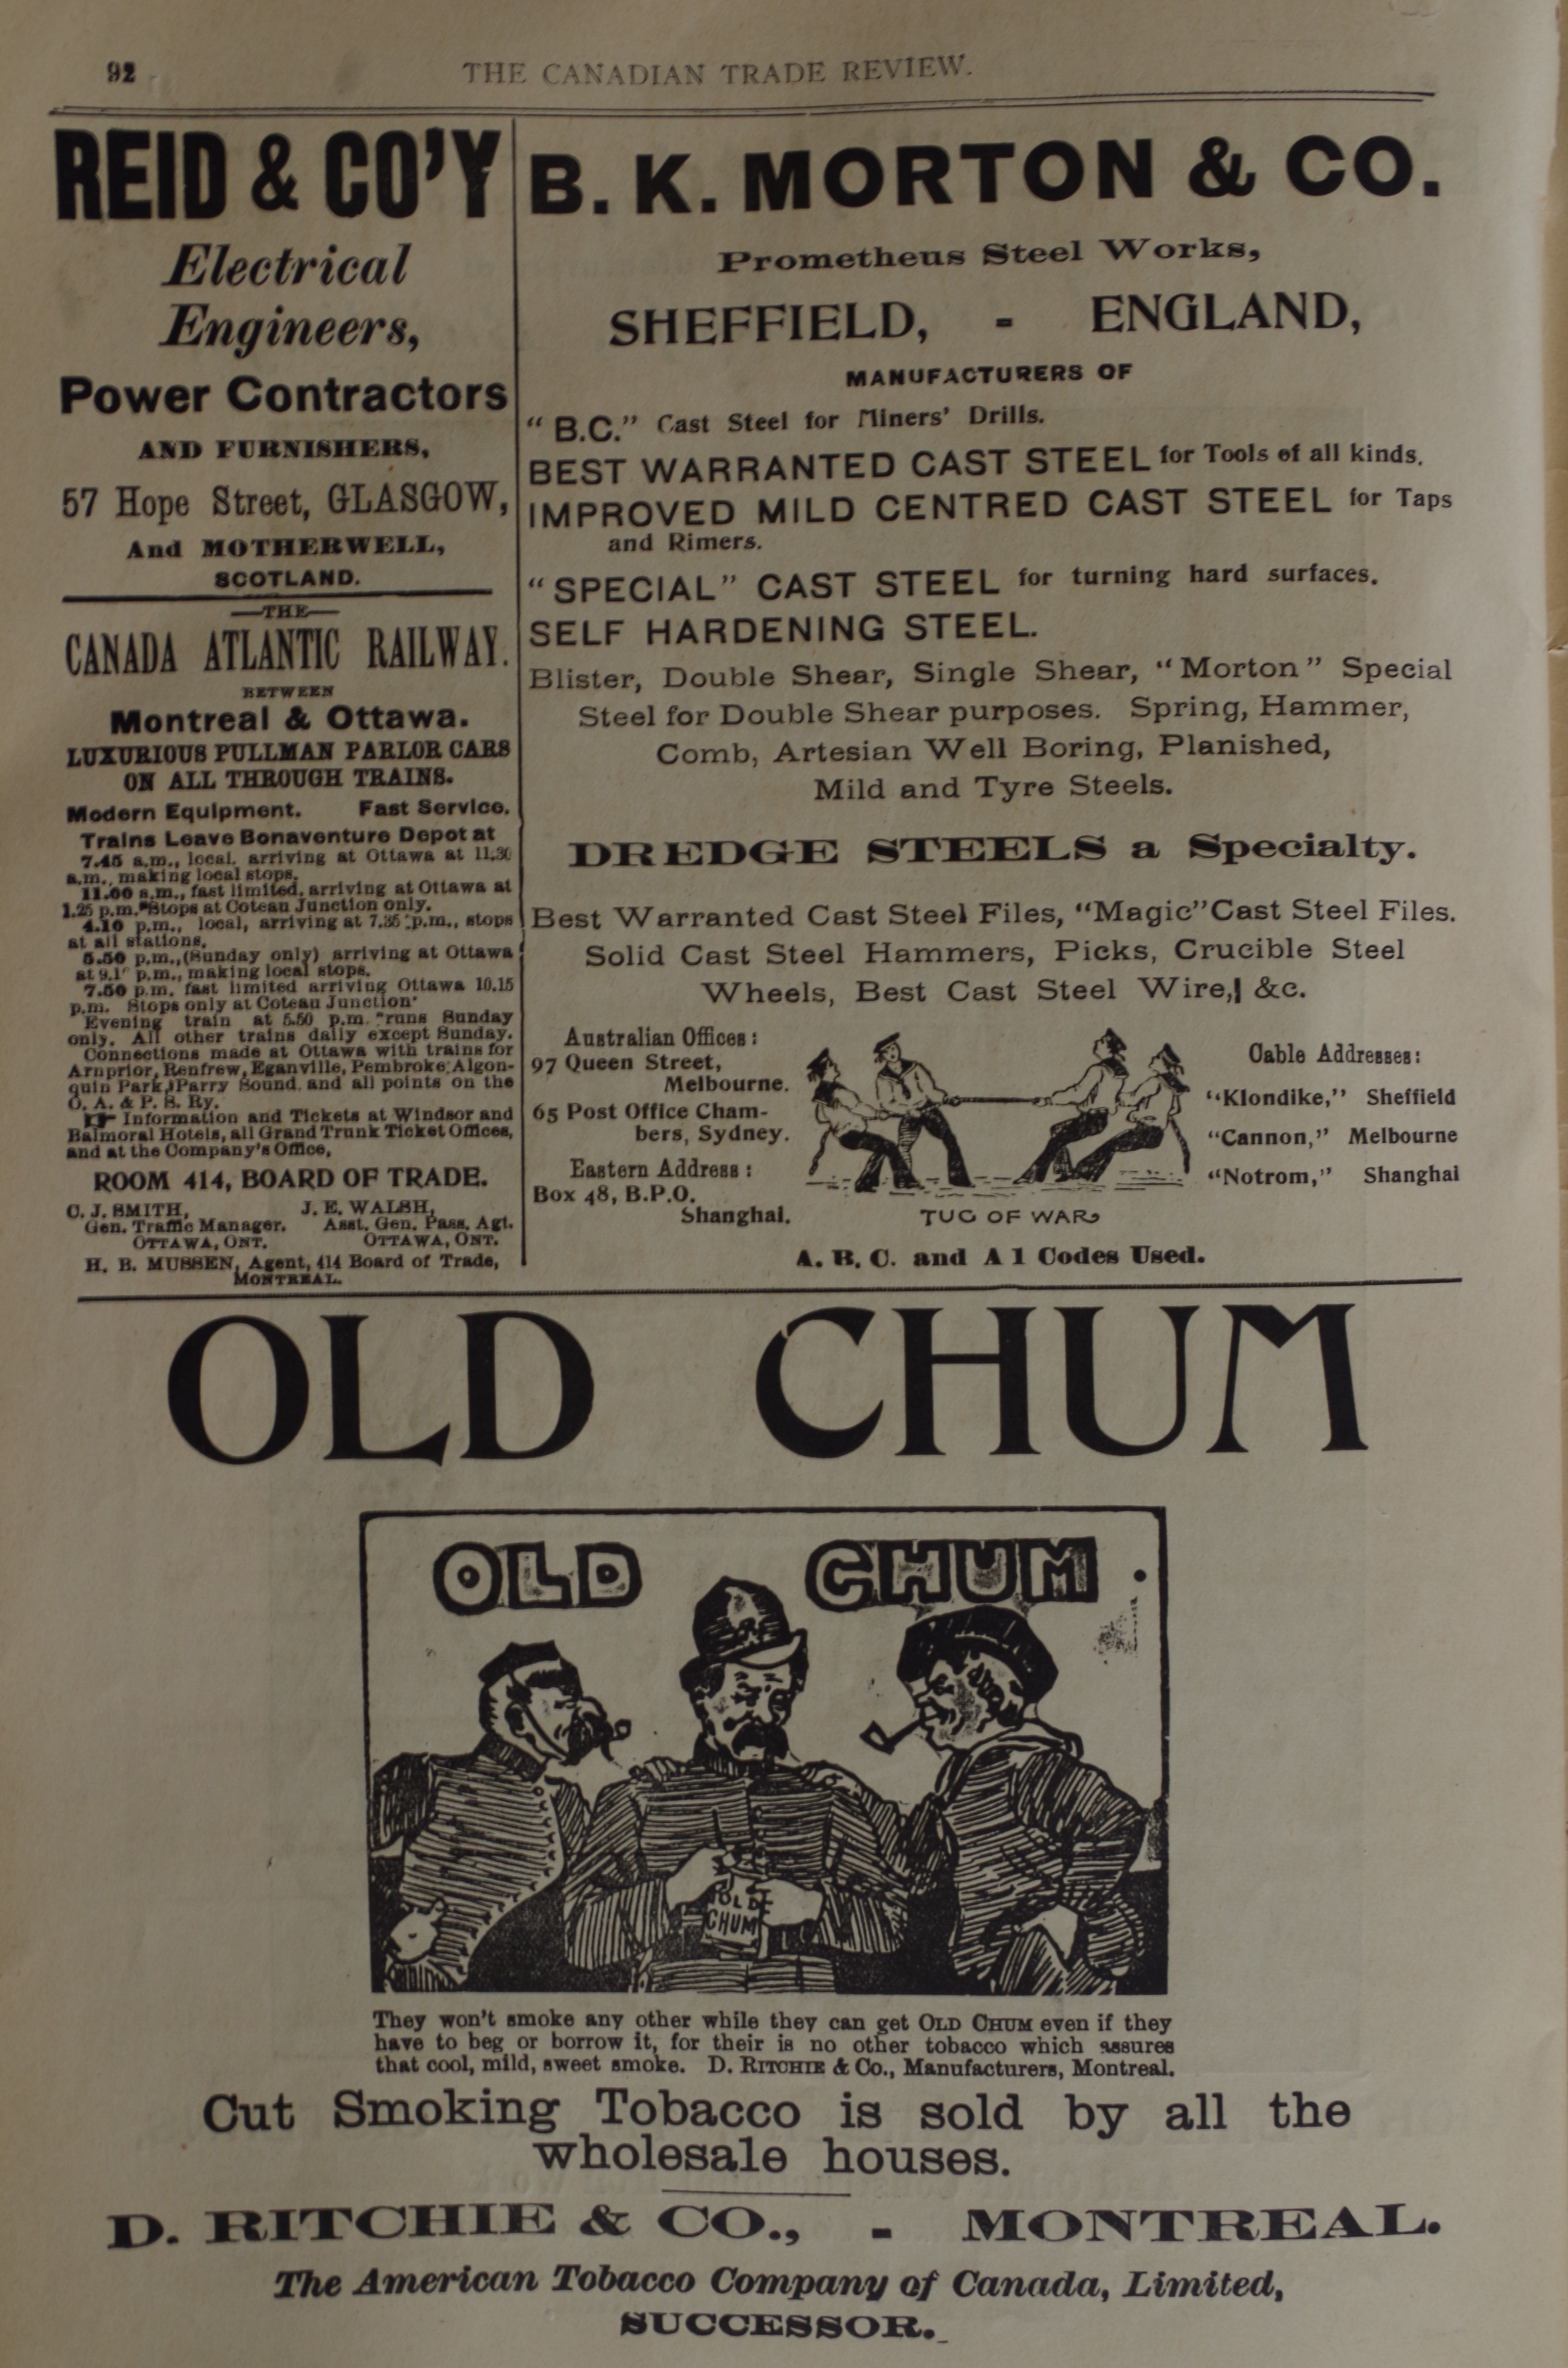 92
THE CANADIAN TRADE REVIEW.
REID & CO'Y
Electrical
Engineers,
Power Contractors
AND FURNISHERS,
57 Hope Street, GLASGOW,
And MOTHERWELL,
SCOTLAND.
—THE—
CANADA ATLANTIC RAILWAY.
BETWEEN
Montreal & Ottawa.
LUXURIOUS PULLMAN PARLOR CARS
ON ALL THROUGH TRAINS.
Modern Equipment. Fast Service.
Trains Leave Bonaventure Depot at
7.45 a.m., local, arriving at Ottawa at 11.30
a.m., making local stops.
11.00 a.m., fast limited, arriving at Ottawa at
1.25 p.m. Stops at Coteau Junction only.
4.10 p.m., local, arriving at 7.35 p.m., stops
at all stations.
5.50 p.m., (Sunday only) arriving at Ottawa
at p.m., making local stops.
7.50 p.m. fast limited arriving Ottawa 10.15
p.m. Stops only at Coteau Junction
Evening train at 5.50 p.m. runs Sunday
only. All other trains daily except Sunday.
Connections made at Ottawa with trains for
Arnprior, Renfrew, Eganville, Pembroke, Algon-
quin Park, Parry Sound, and all points on the
O. A. & P. S. Ry.
☞ Information and Tickets at Windsor and
Balmoral Hotels, all Grand Trunk Ticket Offices,
and at the Company's Office,
ROOM 414, BOARD OF TRADE.
C. J. SMITH, J. E. WALSH,
Gen. Traffic Manager. Asst. Gen. Pass. Agt.
OTTAWA, ONT. OTTAWA, ONT.
H. B. MUSSEN, Agent, 414 Board of Trade,
MONTREAL.
B. K. MORTON & CO.
Prometheus Steel Works,
SHEFFIELD, - ENGLAND,
MANUFACTURERS OF
"B.C." Cast Steel for Miners' Drills.
BEST WARRANTED CAST STEEL for Tools of all kinds.
IMPROVED MILD CENTRED CAST STEEL for Taps
and Rimers.
"SPECIAL" CAST STEEL for turning hard surfaces.
SELF HARDENING STEEL.
Blister, Double Shear, Single Shear, "Morton" Special
Steel for Double Shear purposes. Spring, Hammer,
Comb, Artesian Well Boring, Planished,
Mild and Tyre Steels.
DREDGE STEELS a Specialty.
Best Warranted Cast Steel Files, "Magic" Cast Steel Files.
Solid Cast Steel Hammers, Picks, Crucible Steel
Wheels, Best Cast Steel Wire, &c.
Australian Offices:
97 Queen Street,
Melbourne.
65 Post Office Cham-
bers, Sydney.
Eastern Address:
Box 48, B.P.O.
Shanghai.
TUG OF WAR
Cable Addresses:
"Klondike," Sheffield
"Cannon," Melbourne
"Notrom," Shanghai
A. B. C. and A 1 Codes Used.
OLD CHUM
OLD CHUM.
OLD
CHUM
They won't smoke any other while they can get OLD CHUM even if they
have to beg or borrow it, for their is no other tobacco which assures
that cool, mild, sweet smoke. D. RITCHIE & Co., Manufacturers, Montreal.
Cut Smoking Tobacco is sold by all the
wholesale houses.
D. RITCHIE & CO., - MONTREAL.
The American Tobacco Company of Canada, Limited,
SUCCESSOR.